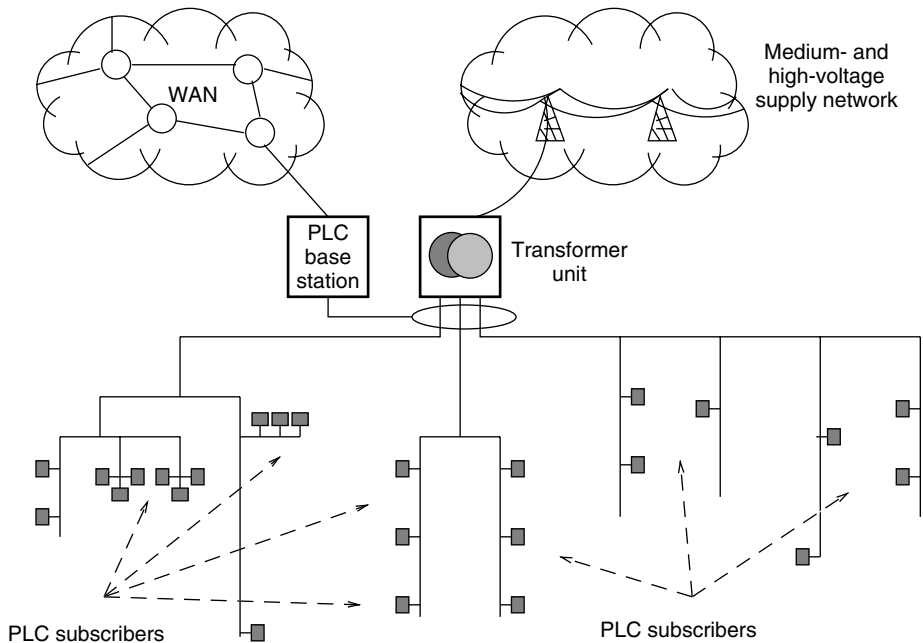 WAN
Medium- and
high-voltage
supply network
PLC
base
station
Transformer
unit
PLC subscribers
PLC subscribers